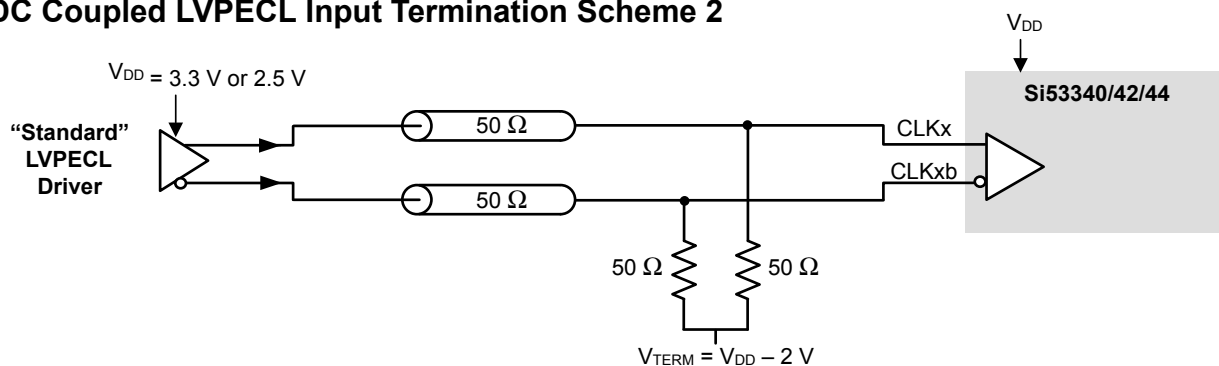 DC Coupled LVPECL Input Termination Scheme 2
VDD
VDD = 3.3 V or 2.5 V
Si53340/42/44
“Standard”
LVPECL
Driver
50 Ω
CLKx
CLKxb
50 Ω
50 Ω
50 Ω
VTERM = VDD – 2 V